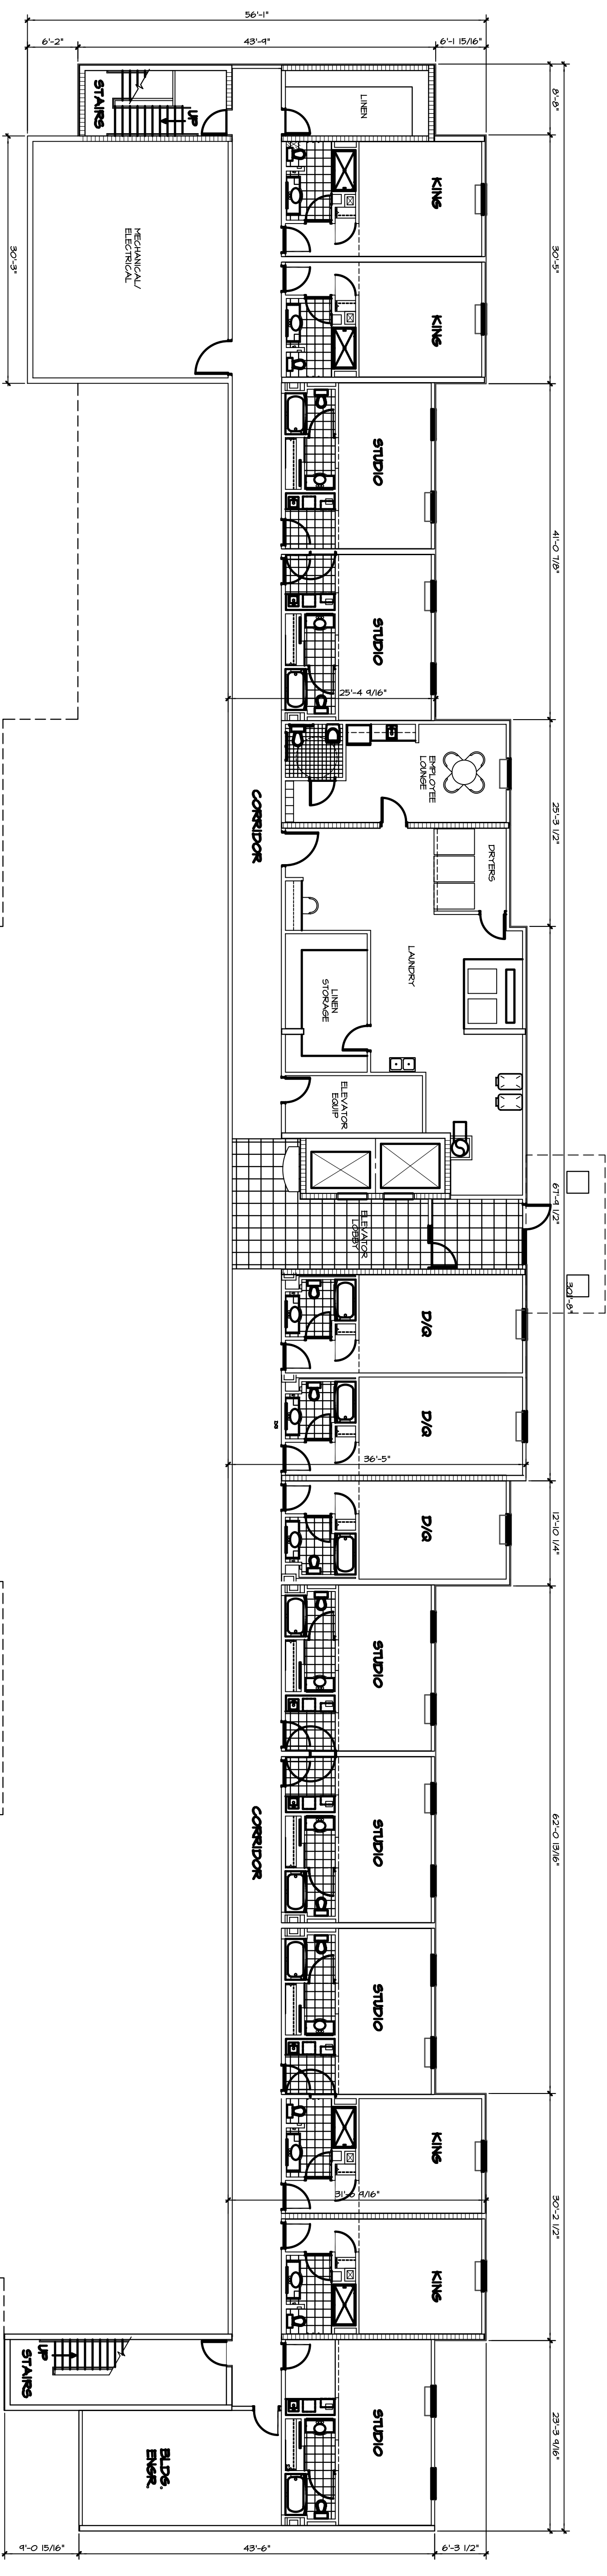 56'-1"
6'-2"
43'-9"
6'-1 15/16"
8'-8"
STAIRS
UP
LINEN
KING
30'-3"
MECHANICAL/
ELECTRICAL
30'-5"
KING
STUDIO
41'-0 7/8"
STUDIO
25'-4 9/16"
EMPLOYEE
LOUNGE
CORRIDOR
25'-3 1/2"
DRYERS
LAUNDRY
LINEN
STORAGE
ELEVATOR
EQUIP
67'-9 1/2"
ELEVATOR
LOBBY
D/Q
D/Q
36'-5"
D/Q
12'-10 1/4"
STUDIO
CORRIDOR
STUDIO
62'-0 13/16"
STUDIO
KING
31'-6 9/16"
30'-2 1/2"
KING
UP
STAIRS
STUDIO
23'-3 9/16"
BLDG.
ENGR.
9'-0 15/16"
43'-6"
6'-3 1/2"